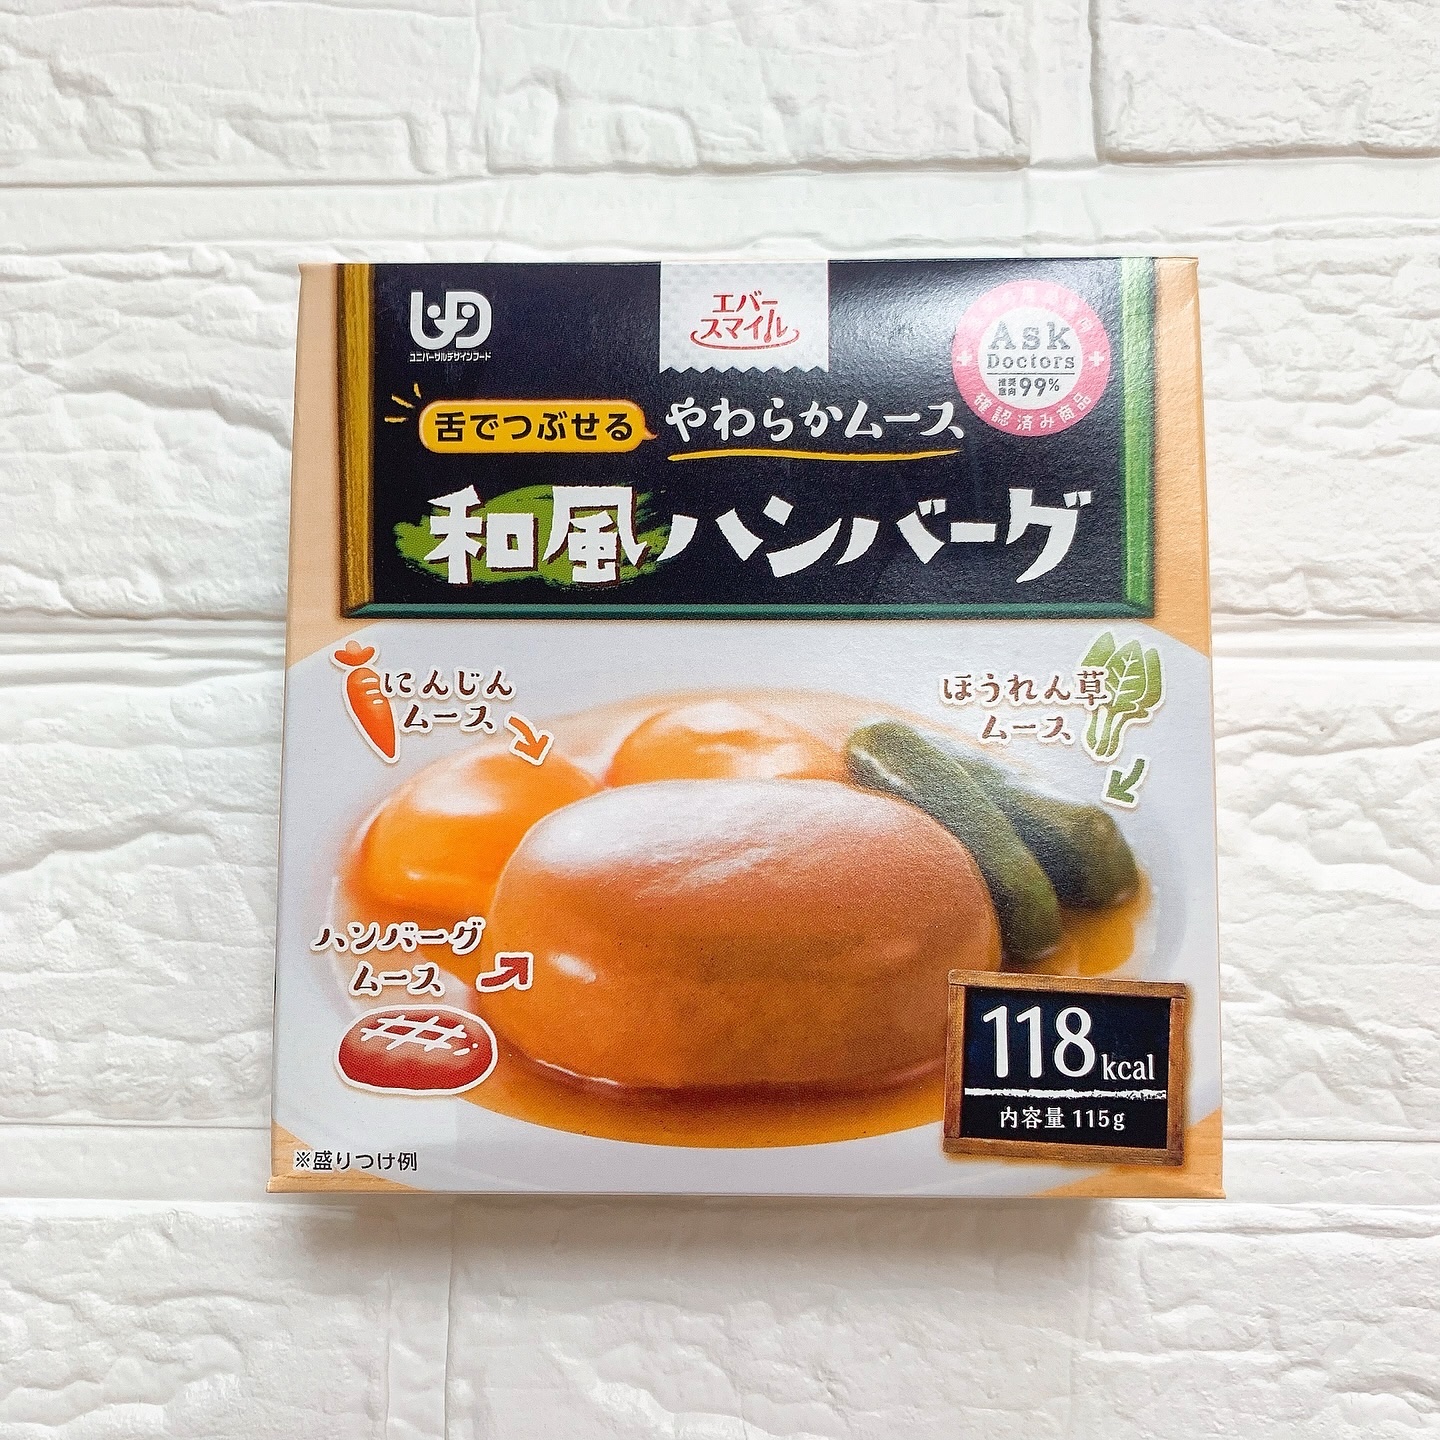 ユニバーサルデザインフード
エバー
スマイル
Ask
Doctors
推奨
意向 99%
確認済み商品
舌でつぶせる やわらかムース
和風ハンバーグ
にんじん
ムース
ほうれん草
ムース
ハンバーグ
ムース
118kcal
内容量 115g
※盛りつけ例